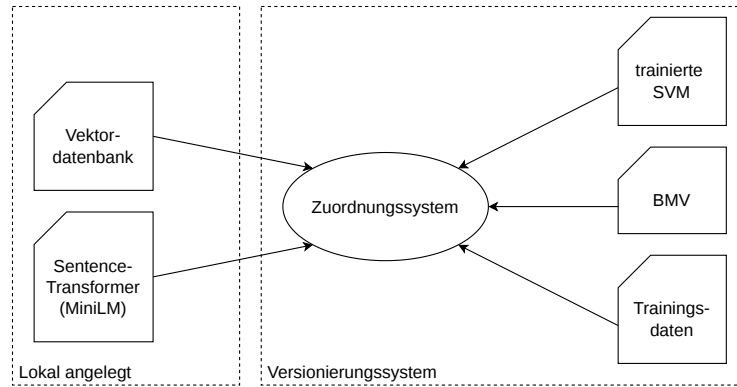 Vektor-
datenbank
Sentence-
Transformer
(MiniLM)
Lokal angelegt
Zuordnungssystem
trainierte
SVM
BMV
Trainings-
daten
Versionierungssystem